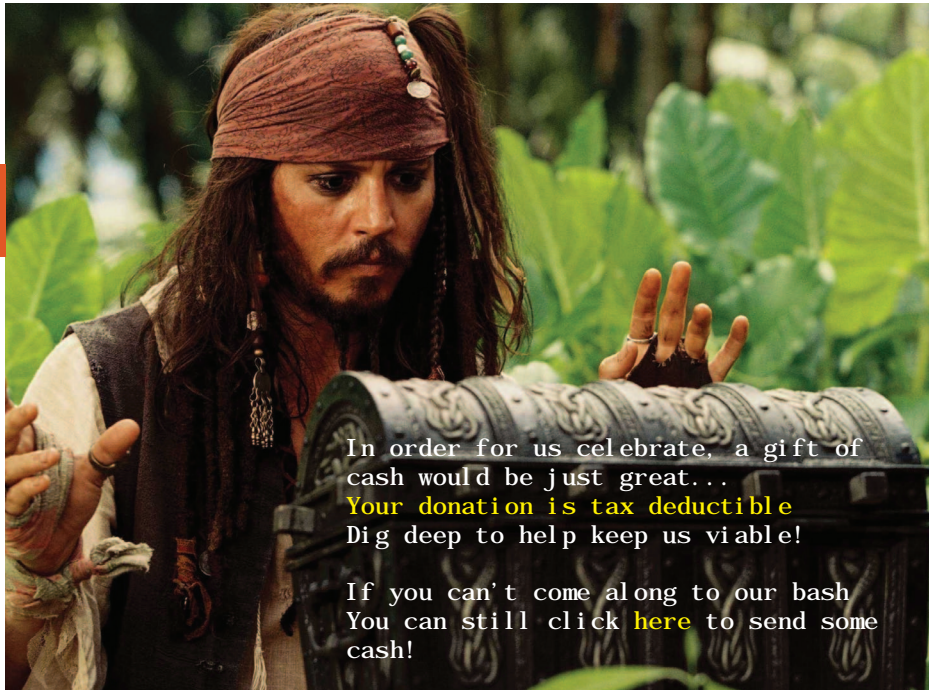 In order for us celebrate, a gift of
cash would be just great...
Your donation is tax deductible
Dig deep to help keep us viable!
If you can't come along to our bash
You can still click here to send some
cash!